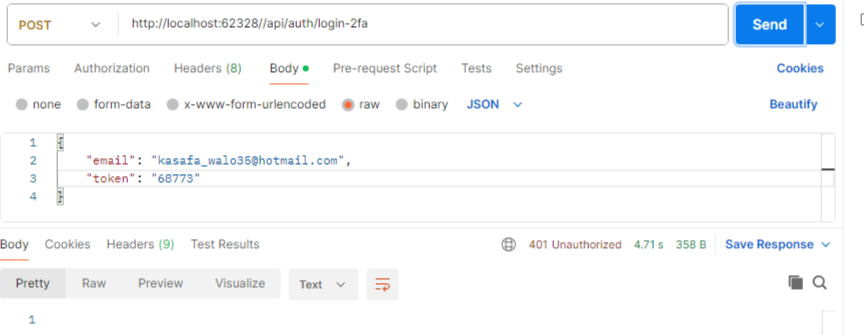 POST http://localhost:62328//api/auth/login-2fa Send
Params Authorization Headers (8) Body Pre-request Script Tests Settings Cookies
none form-data x-www-form-urlencoded raw binary JSON Beautify
1 {
2 "email": "kasafa_walo35@hotmail.com",
3 "token": "68773"
4 }
Body Cookies Headers (9) Test Results 401 Unauthorized 4.71 s 358 B Save Response
Pretty Raw Preview Visualize Text
1